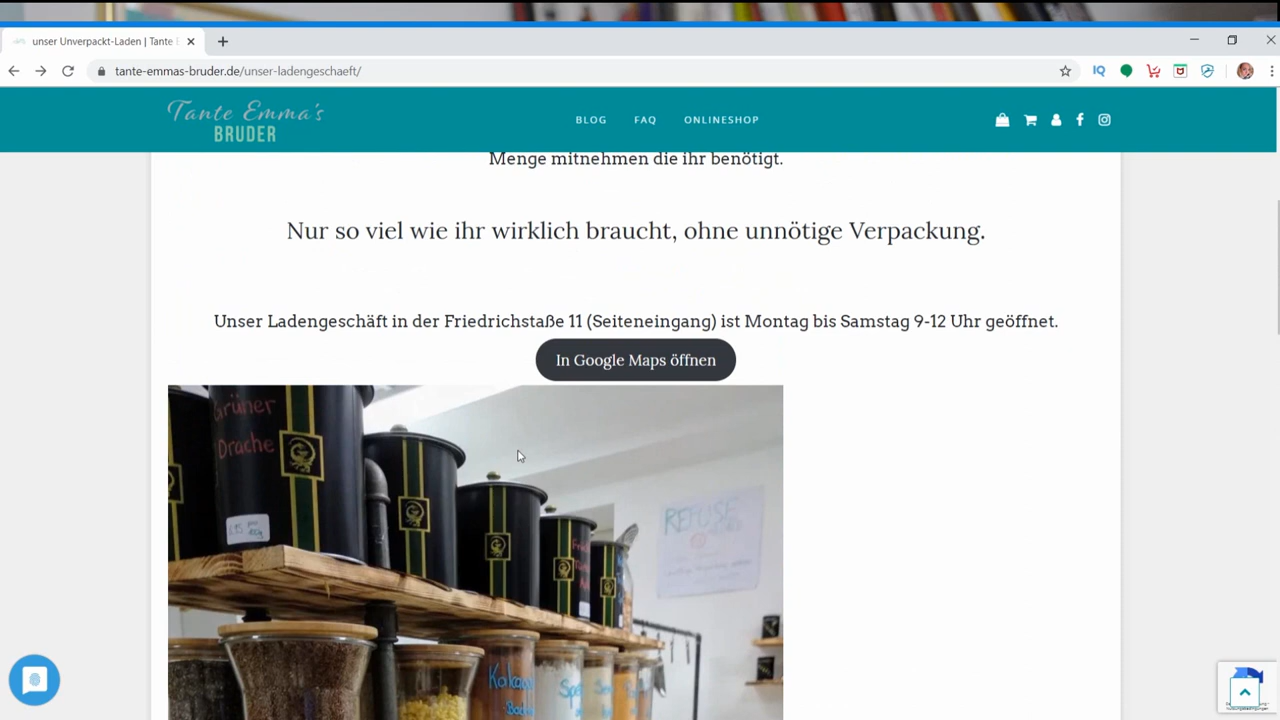 unser Unverpackt-Laden | Tante E
tante-emmas-bruder.de/unser-ladengeschaeft/
IQ
Tante Emma's
BRUDER
BLOG
FAQ
ONLINESHOP
Menge mitnehmen die ihr benötigt.
Nur so viel wie ihr wirklich braucht, ohne unnötige Verpackung.
Unser Ladengeschäft in der Friedrichstaße 11 (Seiteneingang) ist Montag bis Samstag 9-12 Uhr geöffnet.
In Google Maps öffnen
Grüner
Drache
REFUSE
Kakao